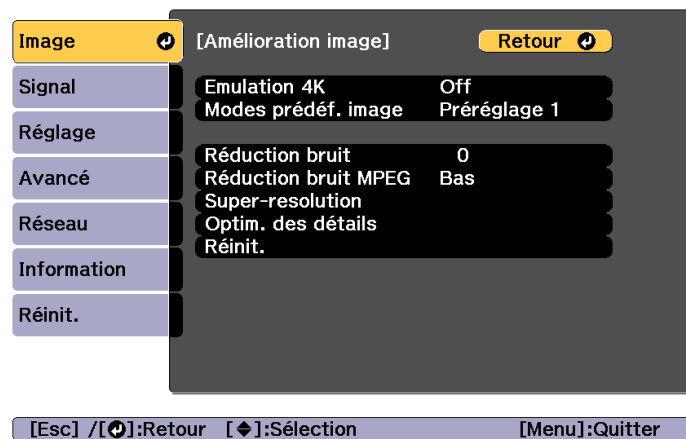 Image
Signal
Réglage
Avancé
Réseau
Information
Réinit.
[Amélioration image] Retour
Emulation 4K Off
Modes prédéf. image Préréglage 1
Réduction bruit 0
Réduction bruit MPEG Bas
Super-resolution
Optim. des détails
Réinit.
[Esc] /[]:Retour []:Sélection [Menu]:Quitter